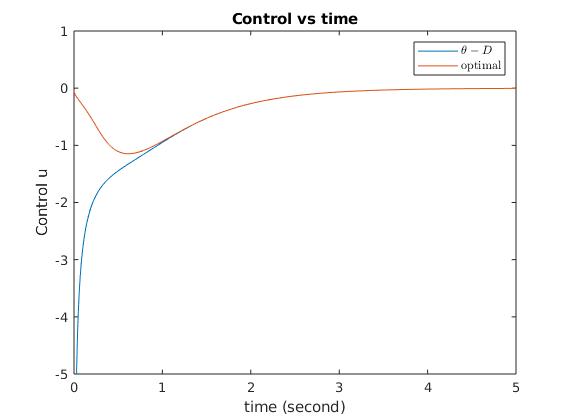 Control vs time
θ − D
optimal
Control u
1
0
-1
-2
-3
-4
-5
0 1 2 3 4 5
time (second)